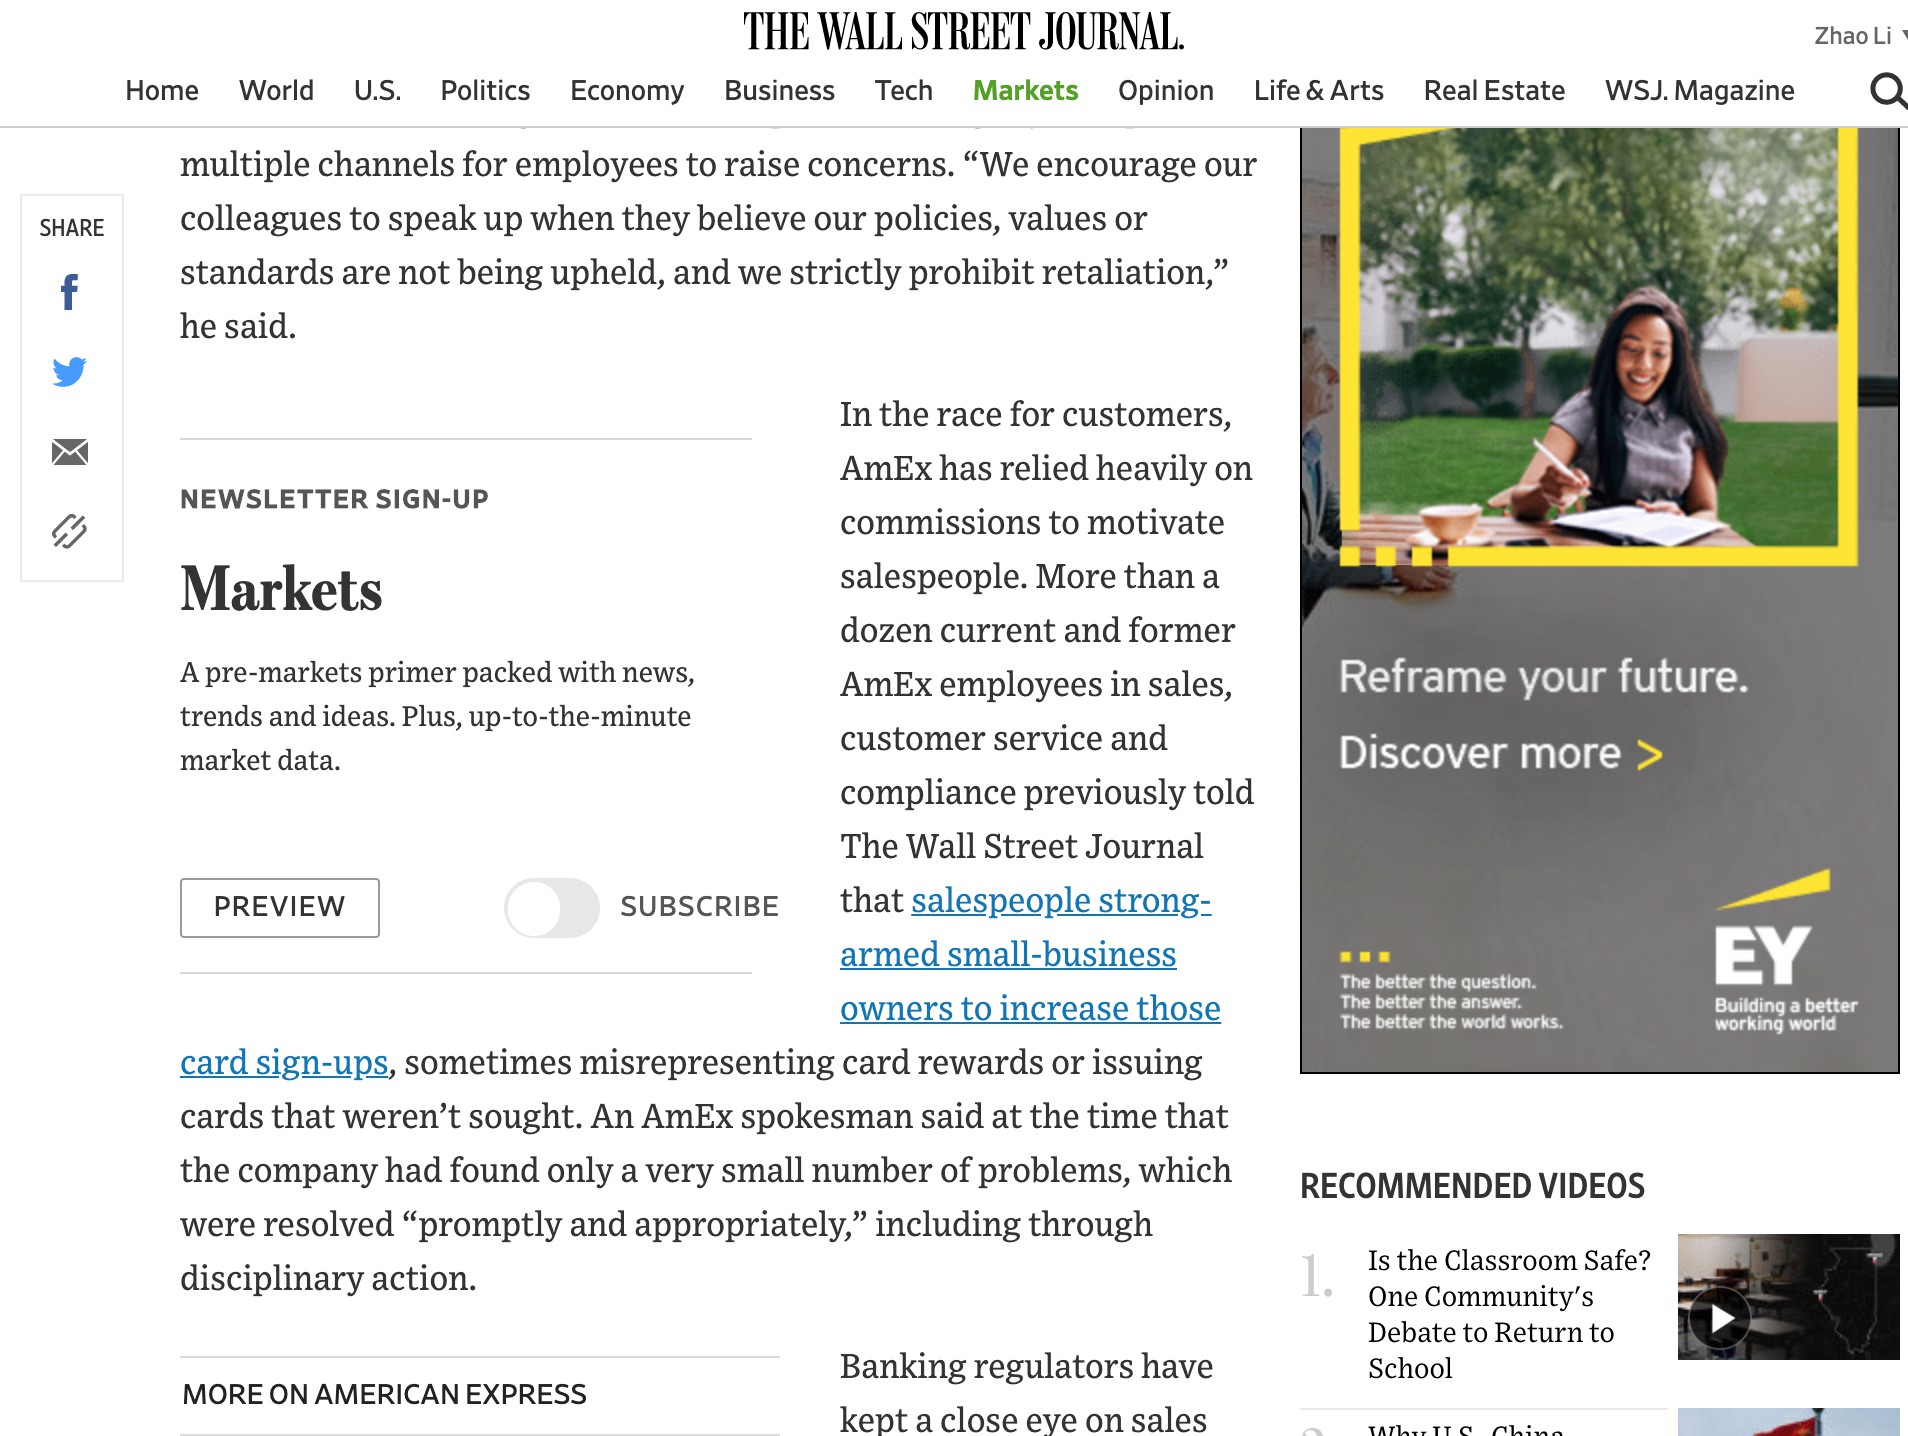 THE WALL STREET JOURNAL.
Zhao Li
Home World U.S. Politics Economy Business Tech Markets Opinion Life & Arts Real Estate WSJ. Magazine
SHARE
multiple channels for employees to raise concerns. “We encourage our
colleagues to speak up when they believe our policies, values or
standards are not being upheld, and we strictly prohibit retaliation,”
he said.
NEWSLETTER SIGN-UP
Markets
A pre-markets primer packed with news,
trends and ideas. Plus, up-to-the-minute
market data.
PREVIEW
SUBSCRIBE
In the race for customers,
AmEx has relied heavily on
commissions to motivate
salespeople. More than a
dozen current and former
AmEx employees in sales,
customer service and
compliance previously told
The Wall Street Journal
that salespeople strong-
armed small-business
owners to increase those
card sign-ups, sometimes misrepresenting card rewards or issuing
cards that weren’t sought. An AmEx spokesman said at the time that
the company had found only a very small number of problems, which
were resolved “promptly and appropriately,” including through
disciplinary action.
MORE ON AMERICAN EXPRESS
Banking regulators have
kept a close eye on sales
Reframe your future.
Discover more >
The better the question.
The better the answer.
The better the world works.
EY
Building a better
working world
RECOMMENDED VIDEOS
1.
Is the Classroom Safe?
One Community's
Debate to Return to
School
Why U.S.-China